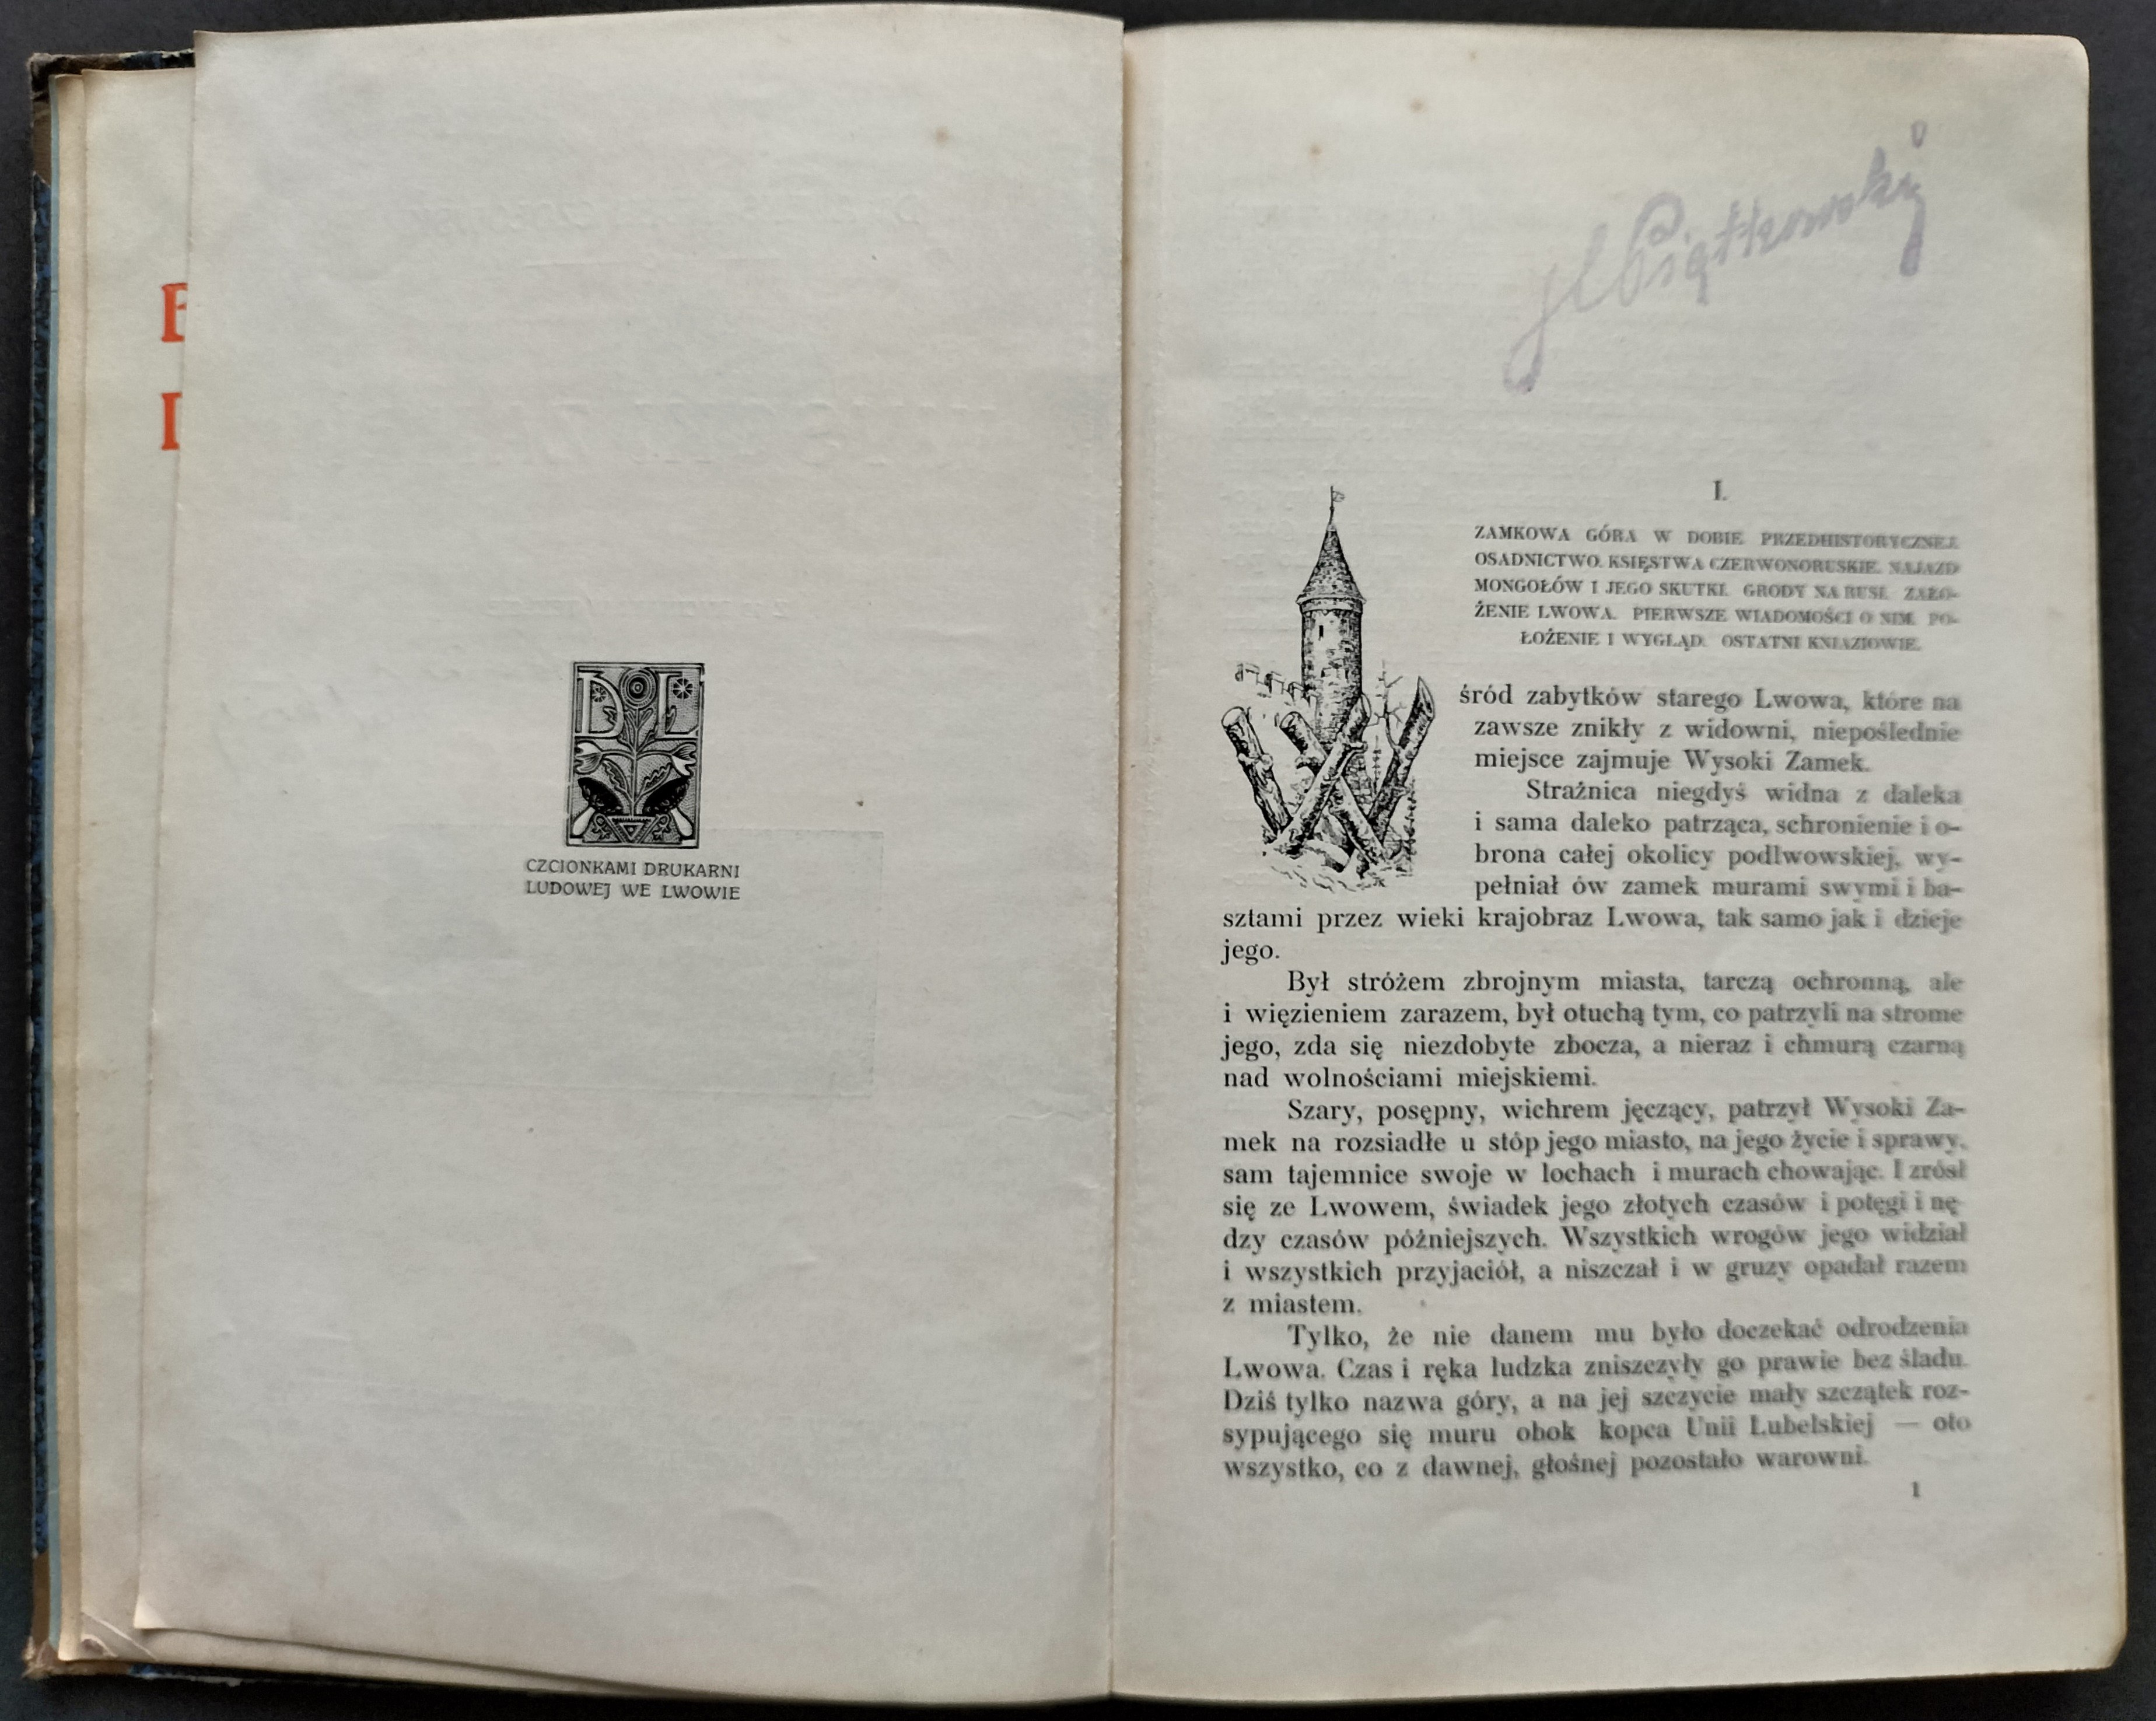 DL
CZCIONKAMI DRUKARNI
LUDOWEJ WE LWOWIE
Piątkowski
I.
ZAMKOWA GÓRA W DOBIE PRZEDHISTORYCZNEJ.
OSADNICTWO. KSIĘSTWA CZERWONORUSKIE. NAJAZD
MONGOŁÓW I JEGO SKUTKI. GRODY NA RUSI. ZAŁO-
ŻENIE LWOWA. PIERWSZE WIADOMOŚCI O NIM. PO-
ŁOŻENIE I WYGLĄD. OSTATNI KNIAZIOWIE.
W
śród zabytków starego Lwowa, które na
zawsze znikły z widowni, niepoślednie
miejsce zajmuje Wysoki Zamek.
Strażnica niegdyś widna z daleka
i sama daleko patrząca, schronienie i o-
brona całej okolicy podlwowskiej, wy-
pełniał ów zamek murami swymi i ba-
sztami przez wieki krajobraz Lwowa, tak samo jak i dzieje
jego.
Był stróżem zbrojnym miasta, tarczą ochronną, ale
i więzieniem zarazem, był otuchą tym, co patrzyli na strome
jego, zda się niezdobyte zbocza, a nieraz i chmurą czarną
nad wolnościami miejskiemi.
Szary, posępny, wichrem jęczący, patrzył Wysoki Za-
mek na rozsiadłe u stóp jego miasto, na jego życie i sprawy,
sam tajemnice swoje w lochach i murach chowając. I zrósł
się ze Lwowem, świadek jego złotych czasów i potęgi i nę-
dzy czasów późniejszych. Wszystkich wrogów jego widział
i wszystkich przyjaciół, a niszczał i w gruzy opadał razem
z miastem.
Tylko, że nie danem mu było doczekać odrodzenia
Lwowa. Czas i ręka ludzka zniszczyły go prawie bez śladu.
Dziś tylko nazwa góry, a na jej szczycie mały szczątek roz-
sypującego się muru obok kopca Unii Lubelskiej — oto
wszystko, co z dawnej, głośnej pozostało warowni.
1